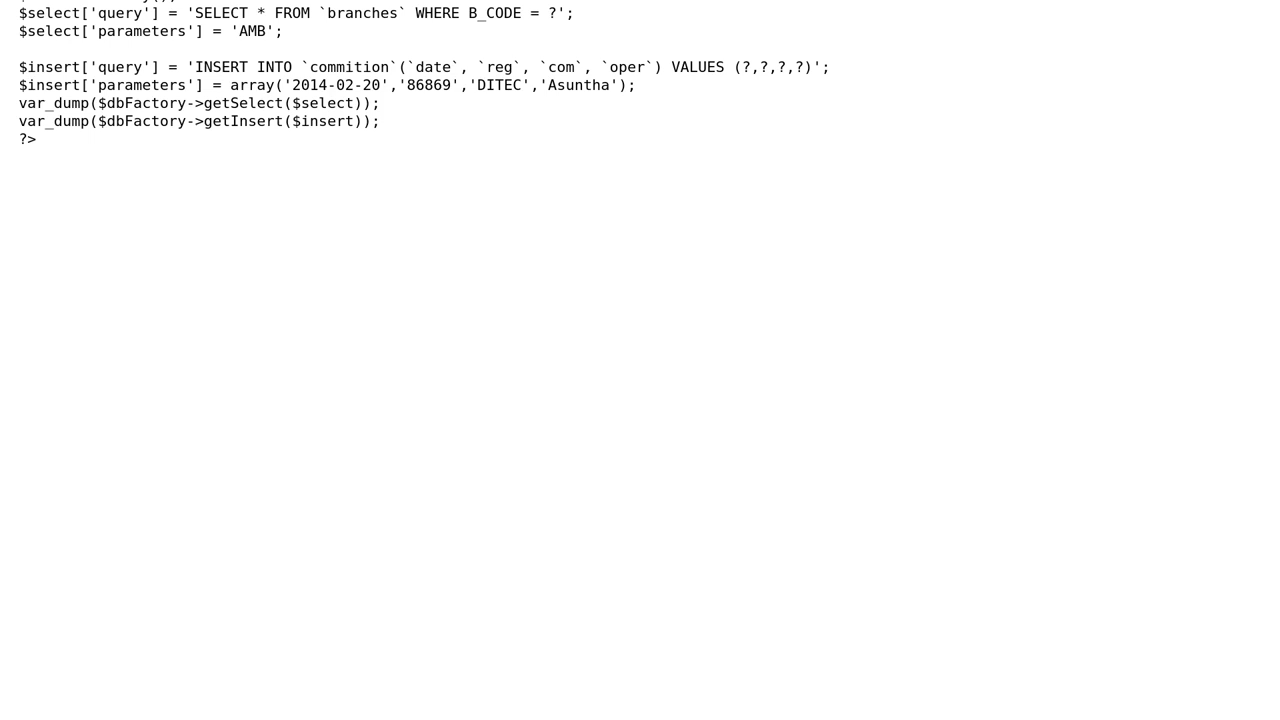 $select['query'] = 'SELECT * FROM `branches` WHERE B_CODE = ?';
$select['parameters'] = 'AMB';
$insert['query'] = 'INSERT INTO `commition`(`date`, `reg`, `com`, `oper`) VALUES (?,?,?,?)';
$insert['parameters'] = array('2014-02-20','86869','DITEC','Asuntha');
var_dump($dbFactory->getSelect($select));
var_dump($dbFactory->getInsert($insert));
?>